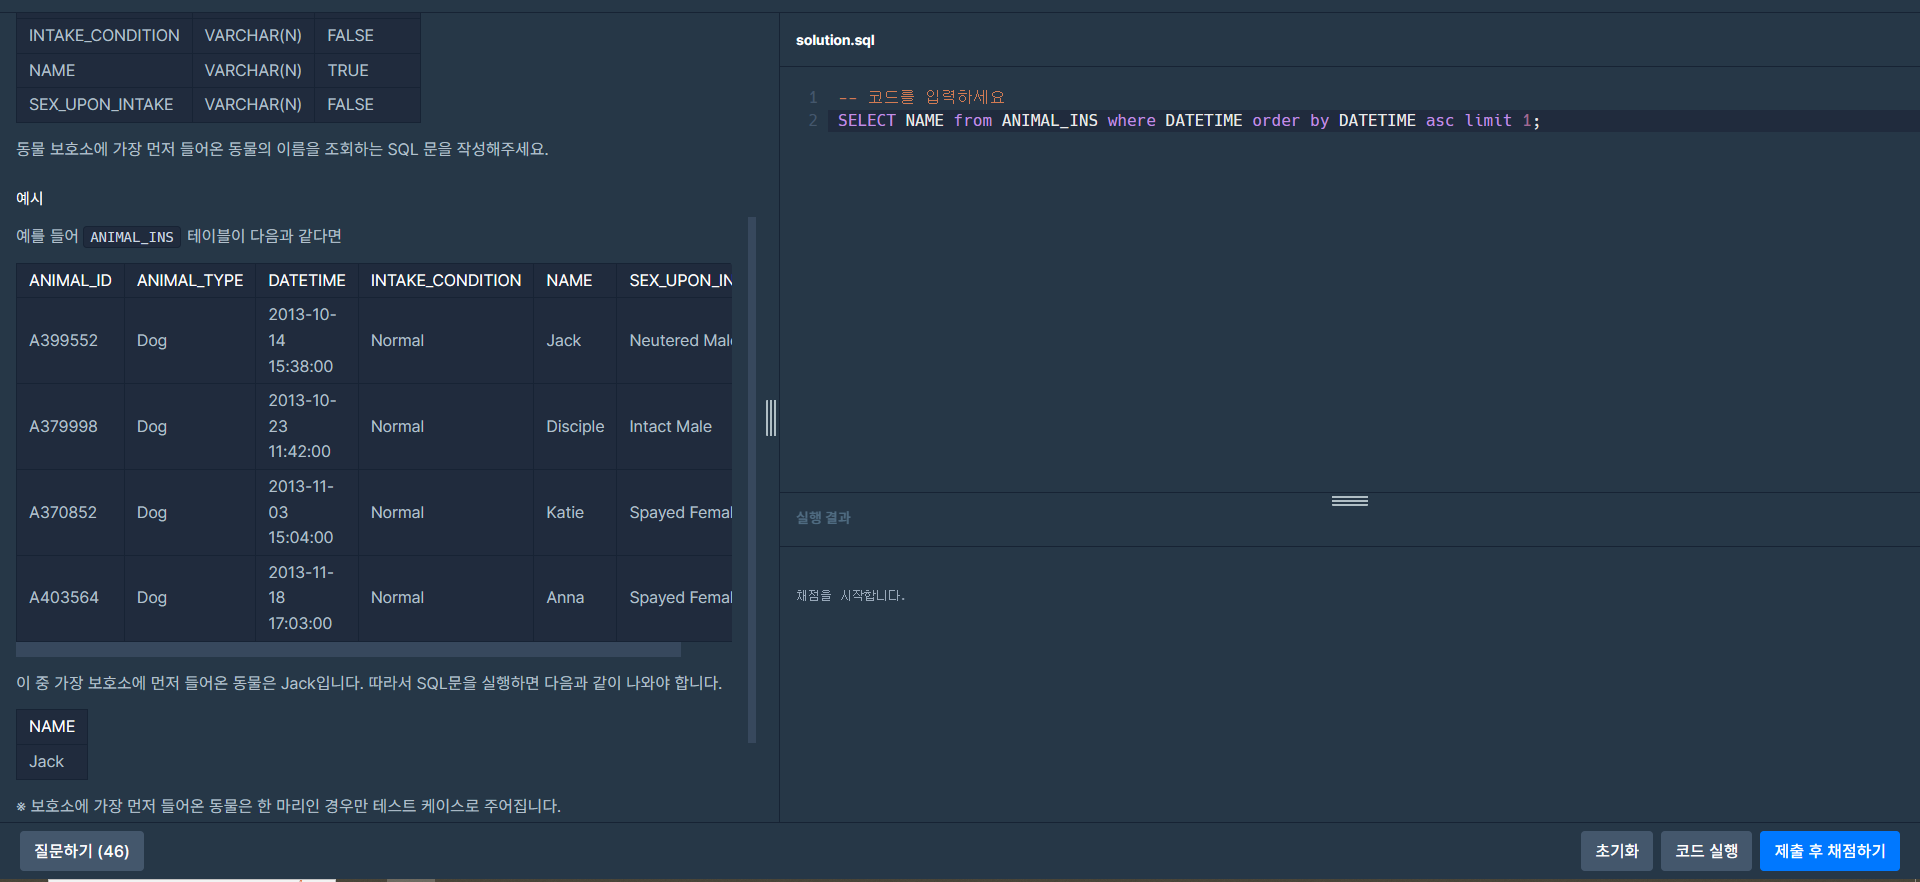 INTAKE_CONDITION VARCHAR(N) FALSE
NAME VARCHAR(N) TRUE
SEX_UPON_INTAKE VARCHAR(N) FALSE
동물 보호소에 가장 먼저 들어온 동물의 이름을 조회하는 SQL 문을 작성해주세요.
예시
예를 들어 ANIMAL_INS 테이블이 다음과 같다면
ANIMAL_ID ANIMAL_TYPE DATETIME INTAKE_CONDITION NAME SEX_UPON_IN
A399552 Dog 2013-10-14 15:38:00 Normal Jack Neutered Mal
A379998 Dog 2013-10-23 11:42:00 Normal Disciple Intact Male
A370852 Dog 2013-11-03 15:04:00 Normal Katie Spayed Femal
A403564 Dog 2013-11-18 17:03:00 Normal Anna Spayed Femal
이 중 가장 보호소에 먼저 들어온 동물은 Jack입니다. 따라서 SQL문을 실행하면 다음과 같이 나와야 합니다.
NAME
Jack
※ 보호소에 가장 먼저 들어온 동물은 한 마리인 경우만 테스트 케이스로 주어집니다.
solution.sql
1 -- 코드를 입력하세요
2 SELECT NAME from ANIMAL_INS where DATETIME order by DATETIME asc limit 1;
실행 결과
채점을 시작합니다.
질문하기 (46)
초기화 코드 실행 제출 후 채점하기